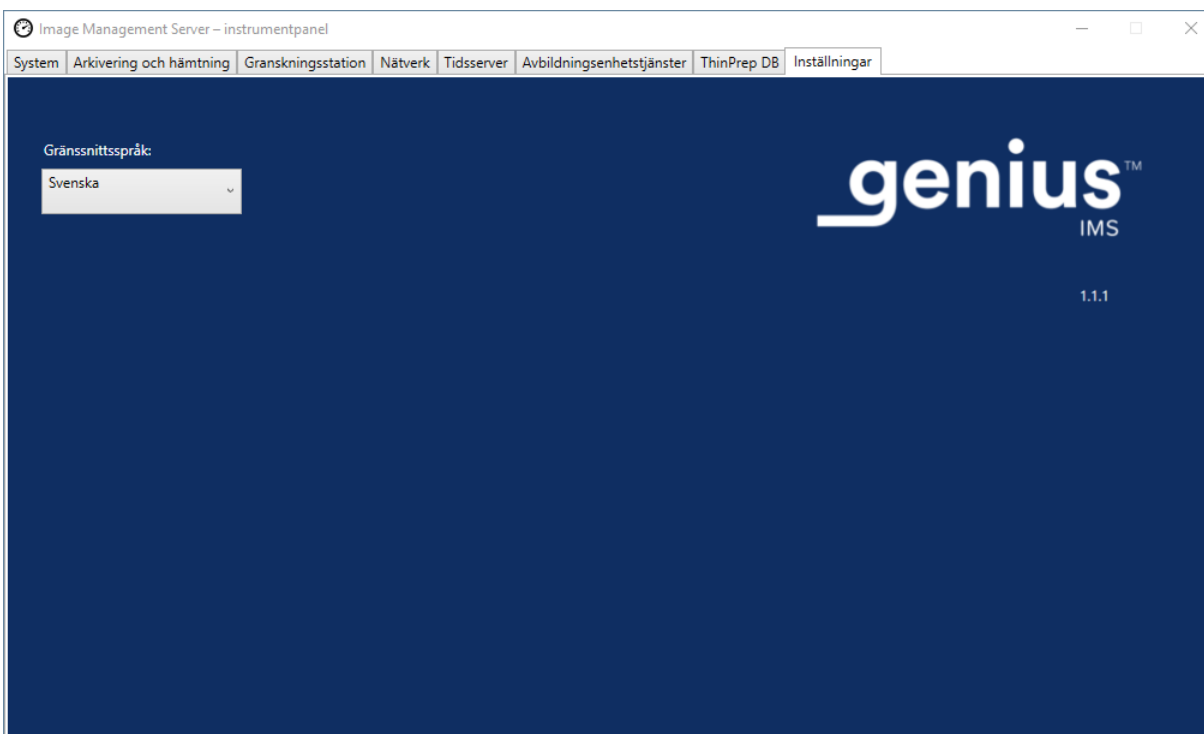 Image Management Server – instrumentpanel
System Arkivering och hämtning Granskningsstation Nätverk Tidsserver Avbildningsenhetstjänster ThinPrep DB Inställningar
Gränssnittsspråk:
Svenska
genius™
IMS
1.1.1